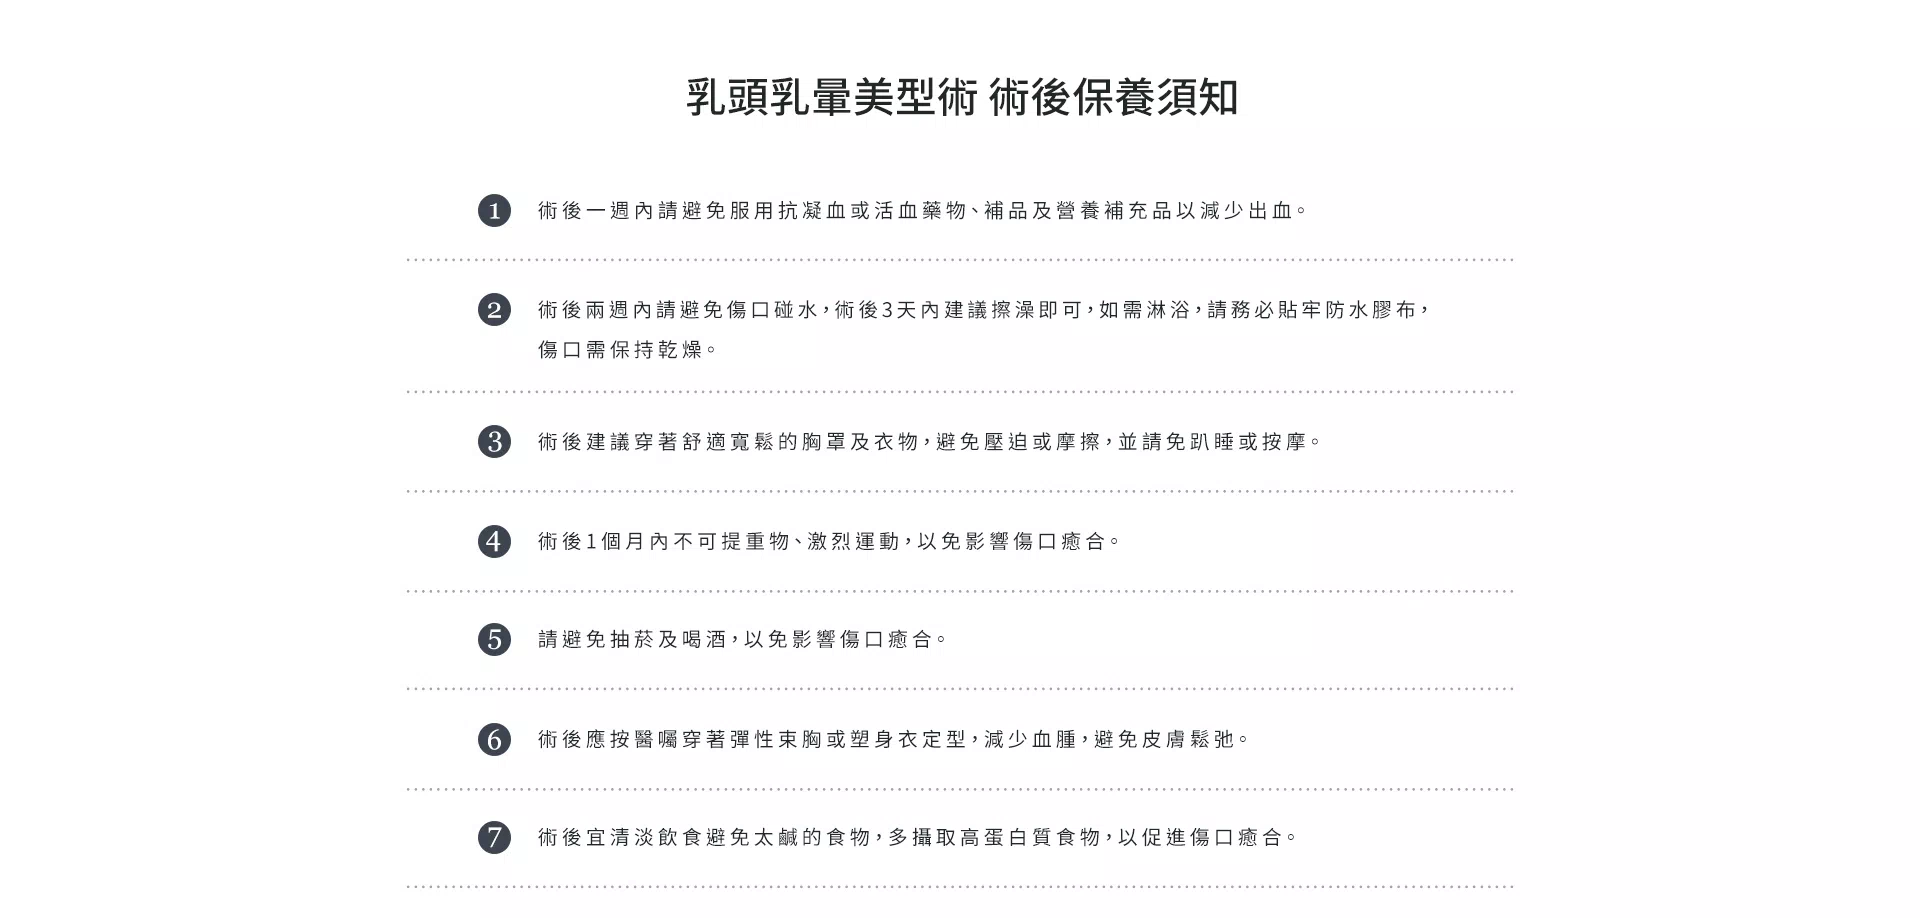 乳頭乳暈美型術 術後保養須知
1 術後一週內請避免服用抗凝血或活血藥物、補品及營養補充品以減少出血。
2 術後兩週內請避免傷口碰水,術後3天內建議擦澡即可,如需淋浴,請務必貼牢防水膠布,
傷口需保持乾燥。
3 術後建議穿著舒適寬鬆的胸罩及衣物,避免壓迫或摩擦,並請免趴睡或按摩。
4 術後1個月內不可提重物、激烈運動,以免影響傷口癒合。
5 請避免抽菸及喝酒,以免影響傷口癒合。
6 術後應按醫囑穿著彈性束胸或塑身衣定型,減少血腫,避免皮膚鬆弛。
7 術後宜清淡飲食避免太鹹的食物,多攝取高蛋白質食物,以促進傷口癒合。